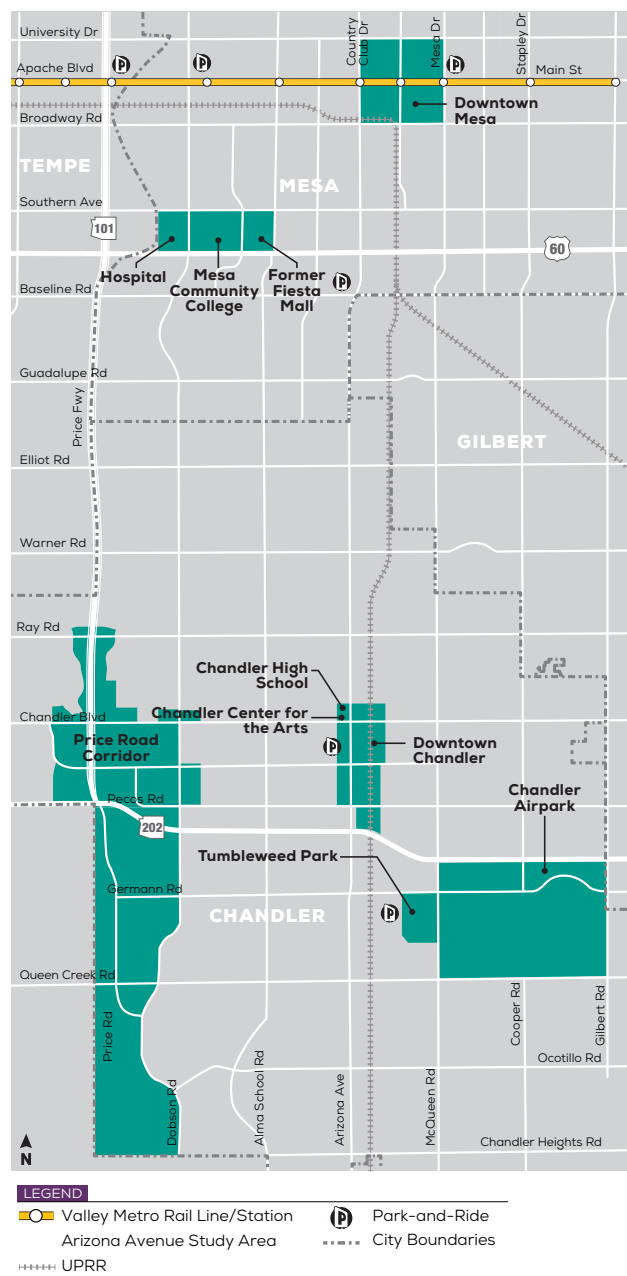 University Dr
Country
Club Dr
Mesa Dr
Stapley Dr
Apache Blvd
Main St
Downtown
Mesa
Broadway Rd
TEMPE
MESA
Southern Ave
101
60
Hospital
Mesa
Community
College
Former
Fiesta
Mall
Baseline Rd
Guadalupe Rd
Price Fwy
GILBERT
Elliot Rd
Warner Rd
Ray Rd
Chandler High
School
Chandler Blvd
Chandler Center for
the Arts
Price Road
Corridor
Downtown
Chandler
Chandler
Airpark
Pecos Rd
202
Tumbleweed Park
Germann Rd
CHANDLER
Queen Creek Rd
Price Rd
Dobson Rd
Alma School Rd
Arizona Ave
McQueen Rd
Cooper Rd
Gilbert Rd
Ocotillo Rd
Chandler Heights Rd
N
LEGEND
Valley Metro Rail Line/Station
Park-and-Ride
Arizona Avenue Study Area
City Boundaries
UPRR